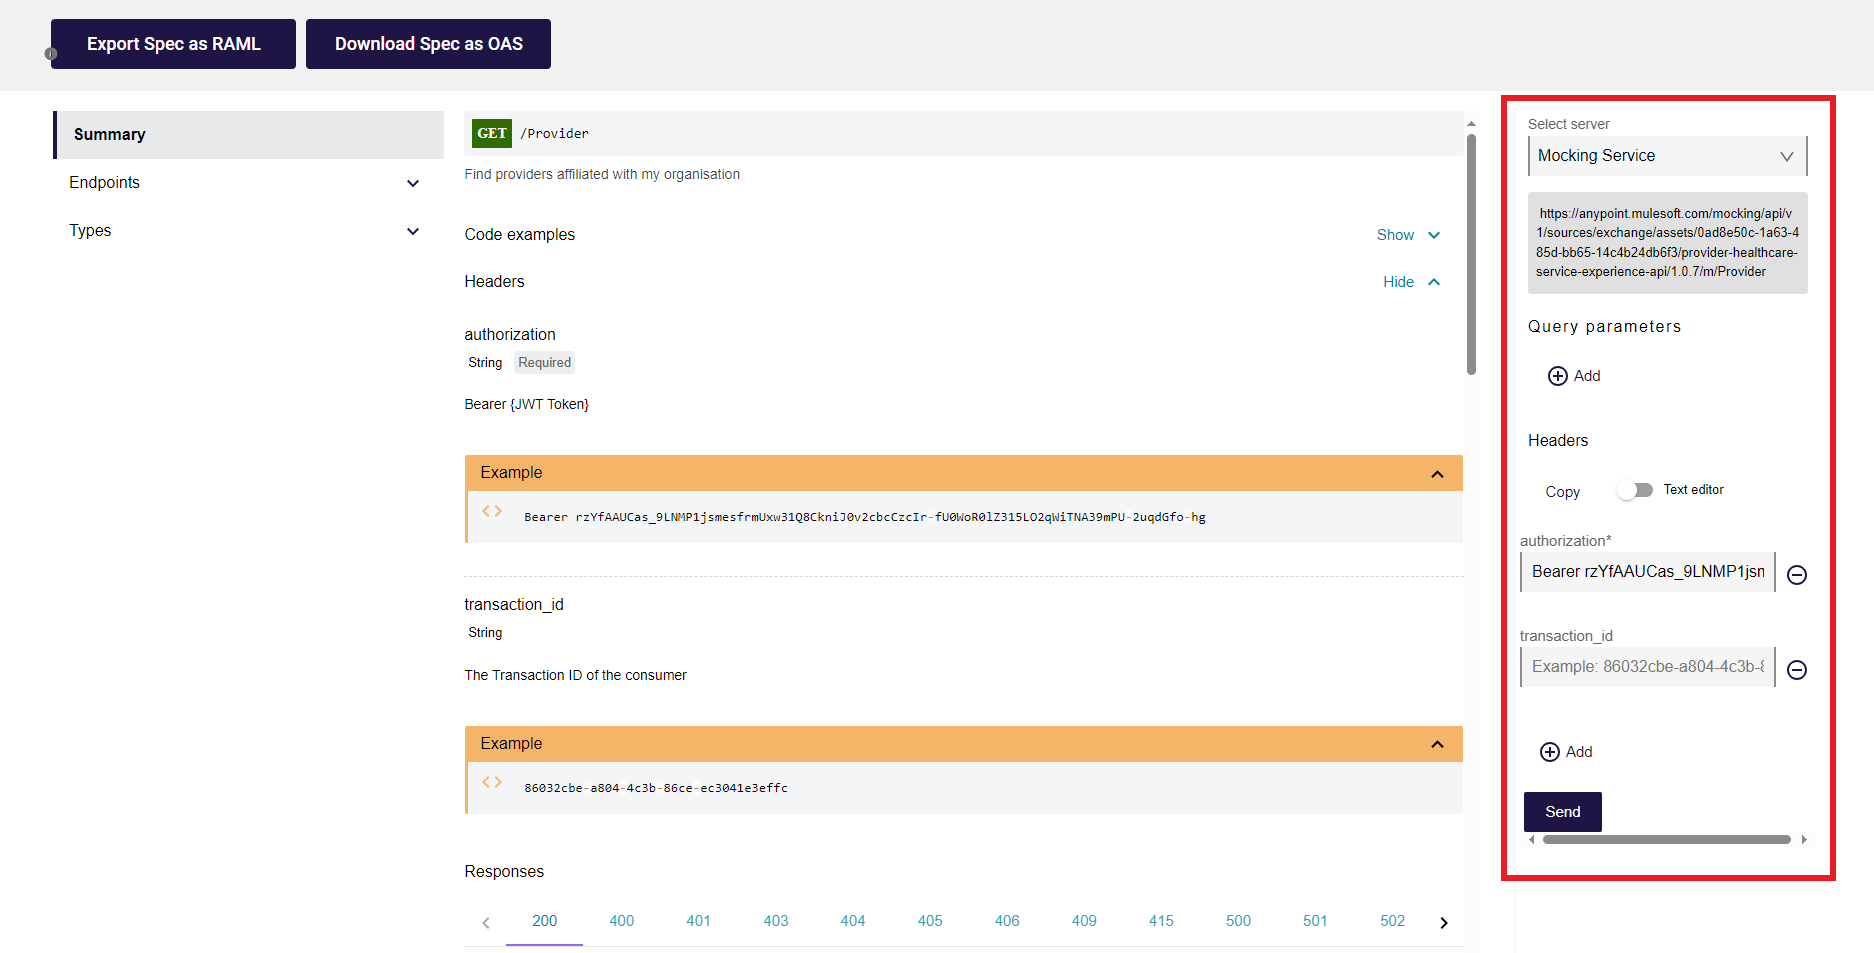 Export Spec as RAML
Download Spec as OAS
Summary
Endpoints
Types
GET /Provider
Find providers affiliated with my organisation
Code examples
Show
Headers
Hide
authorization
String Required
Bearer {JWT Token}
Example
Bearer rzYfAAUCas_9LNMP1jsmesfrmUxw31Q8CkniJ0v2cbcCzcIr-fU0WoR0lZ315LO2qWiTNA39mPU-2uqdGfo-hg
transaction_id
String
The Transaction ID of the consumer
Example
86032cbe-a804-4c3b-86ce-ec3041e3effc
Responses
200 400 401 403 404 405 406 409 415 500 501 502
Select server
Mocking Service
https://anypoint.mulesoft.com/mocking/api/v
1/sources/exchange/assets/0ad8e50c-1a63-4
85d-bb65-14c4b24db6f3/provider-healthcare-
service-experience-api/1.0.7/m/Provider
Query parameters
Add
Headers
Copy
Text editor
authorization*
Bearer rzYfAAUCas_9LNMP1jsn
transaction_id
Example: 86032cbe-a804-4c3b-8
Add
Send